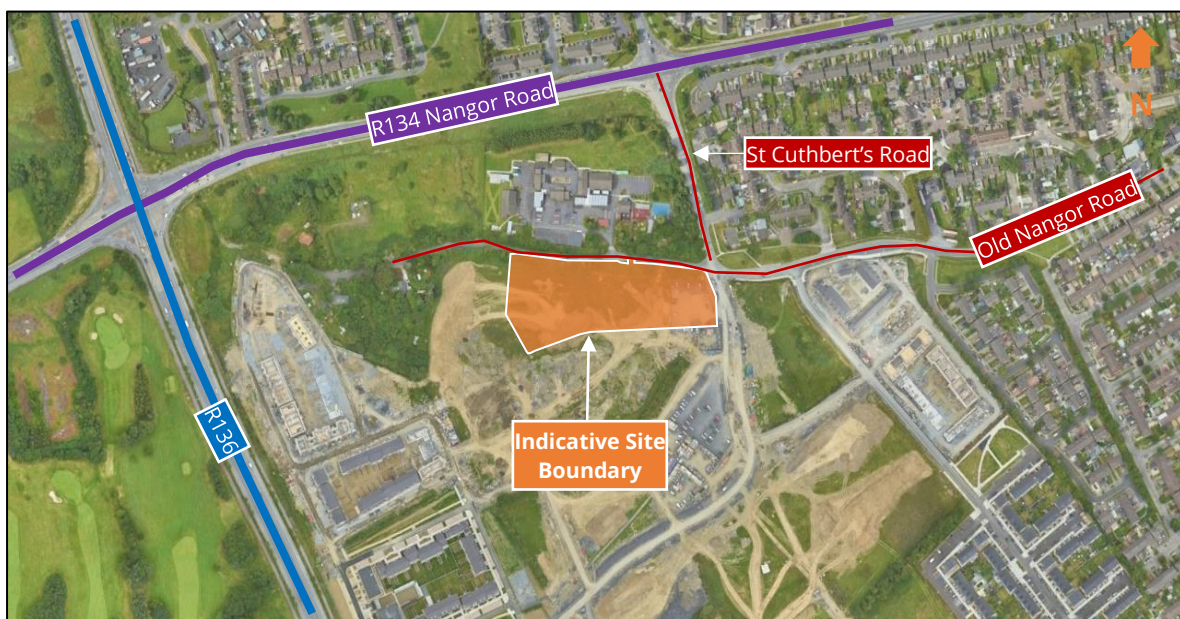 R134 Nangor Road
N
St Cuthbert's Road
Old Nangor Road
R136
Indicative Site
Boundary